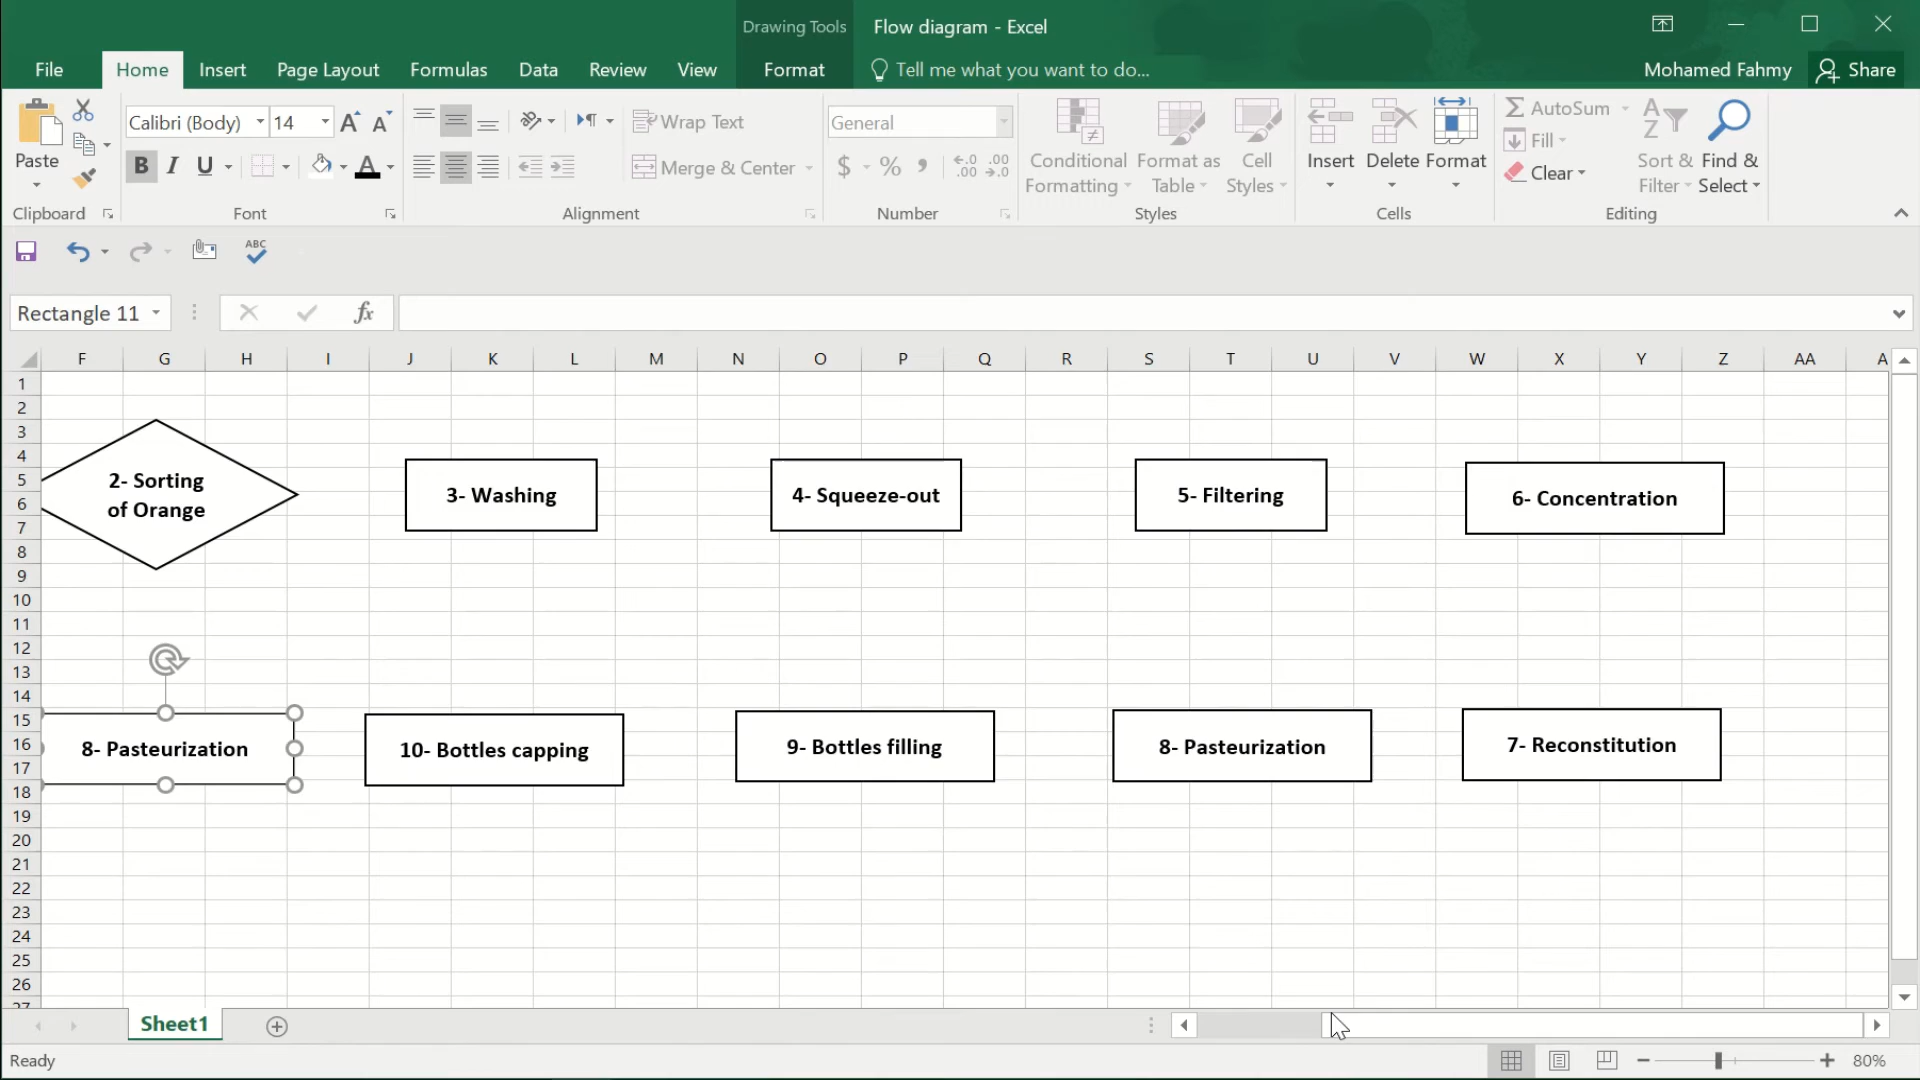 Drawing Tools
Flow diagram - Excel
File
Home
Insert
Page Layout
Formulas
Data
Review
View
Format
Tell me what you want to do...
Mohamed Fahmy
Share
Paste
Clipboard
Calibri (Body)
14
A A
B I U A
Font
Wrap Text
Merge & Center
Alignment
General
$ % , .0 .00 .00 .0
Number
Conditional
Formatting
Format as
Table
Cell
Styles
Styles
Insert
Delete
Format
Cells
Σ AutoSum
Fill
Clear
A
Z
Sort &
Filter
Find &
Select
Editing
ABC
Rectangle 11
fx
F G H I J K L M N O P Q R S T U V W X Y Z AA A
1
2
3
4
5
6
7
8
9
10
11
12
13
14
15
16
17
18
19
20
21
22
23
24
25
26
27
2- Sorting
of Orange
3- Washing
4- Squeeze-out
5- Filtering
6- Concentration
8- Pasteurization
10- Bottles capping
9- Bottles filling
8- Pasteurization
7- Reconstitution
Sheet1
Ready
80%